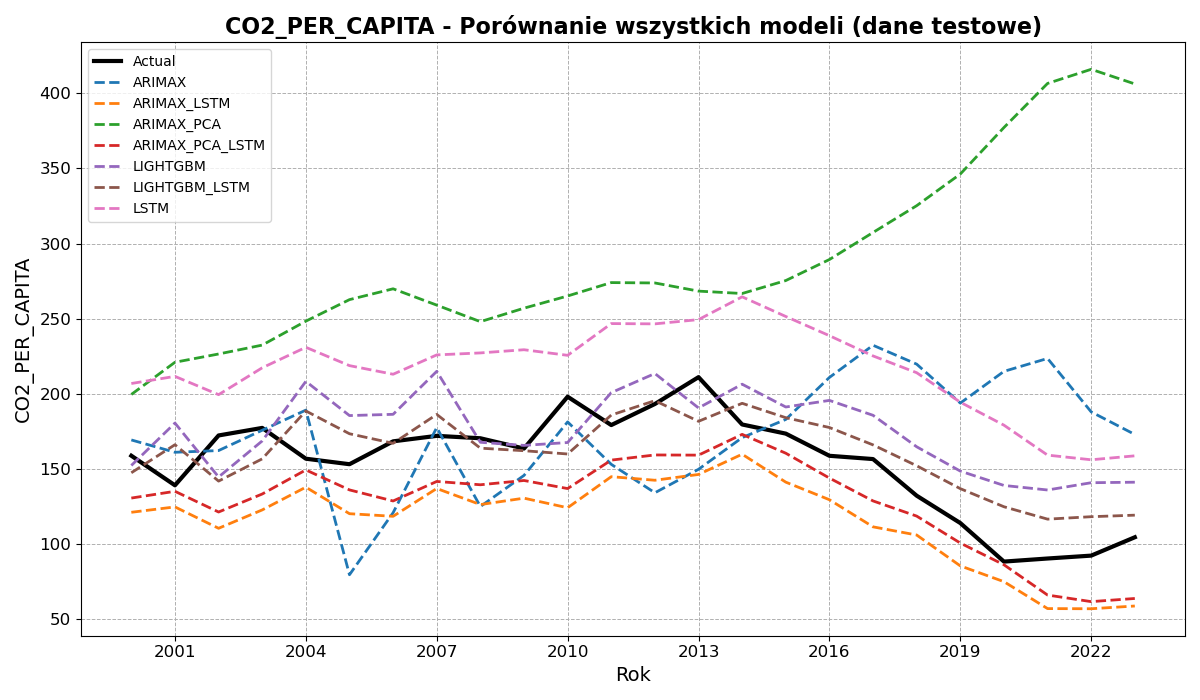 CO2_PER_CAPITA - Porównanie wszystkich modeli (dane testowe)
Actual
ARIMAX
ARIMAX_LSTM
ARIMAX_PCA
ARIMAX_PCA_LSTM
LIGHTGBM
LIGHTGBM_LSTM
LSTM
CO2_PER_CAPITA
400
350
300
250
200
150
100
50
2001 2004 2007 2010 2013 2016 2019 2022
Rok